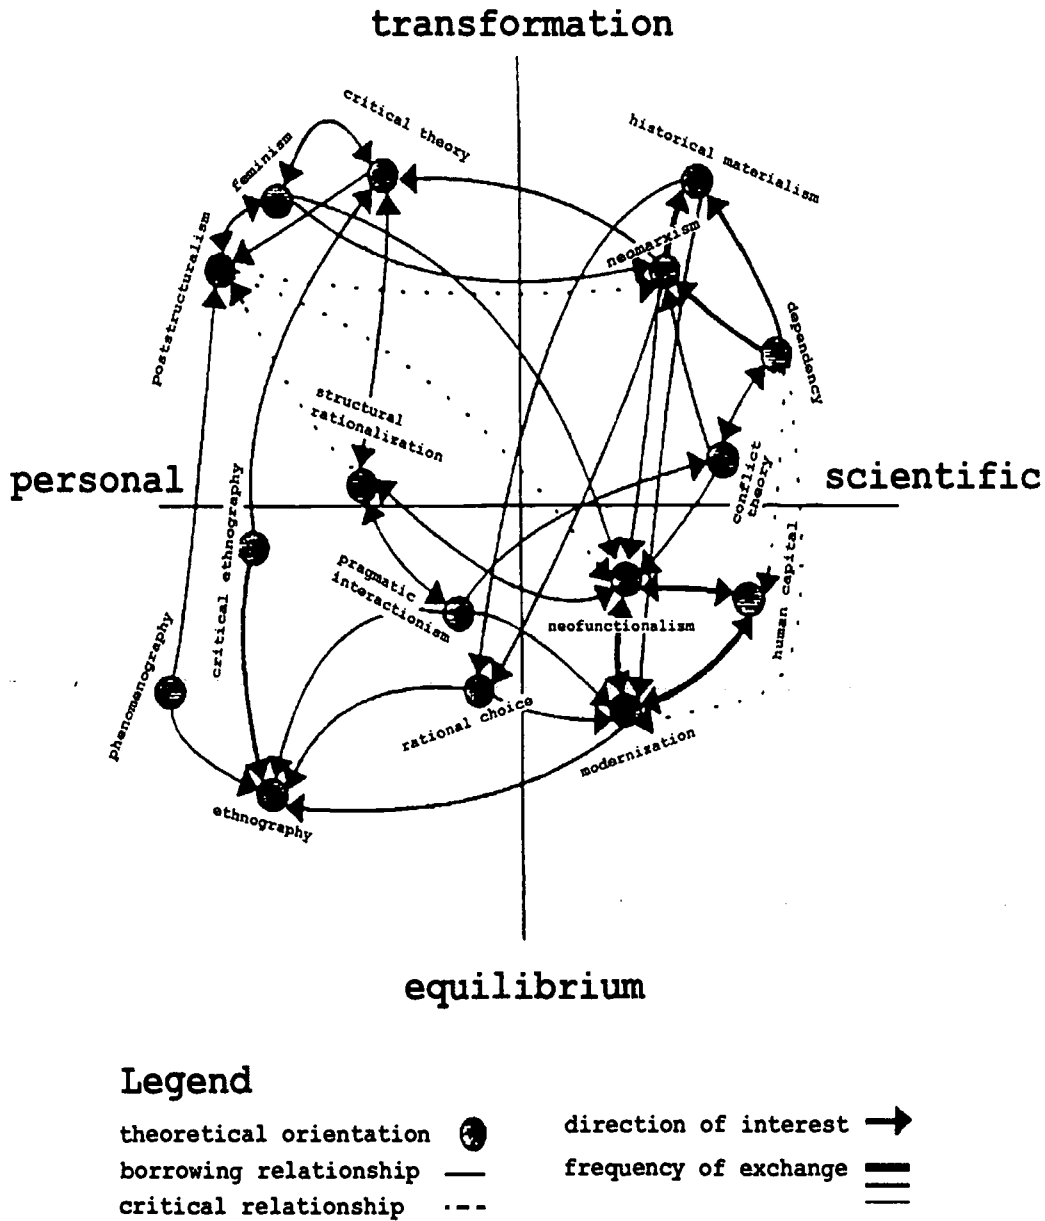 transformation
critical theory
historical materialism
feminism
poststructuralism
neomarxism
dependency
structural
rationalization
personal
scientific
conflict
theory
critical ethnography
human capital
pragmatic
interactionism
neofunctionalism
phenomenography
rational choice
modernization
ethnography
equilibrium
Legend
theoretical orientation
direction of interest
borrowing relationship
frequency of exchange
critical relationship